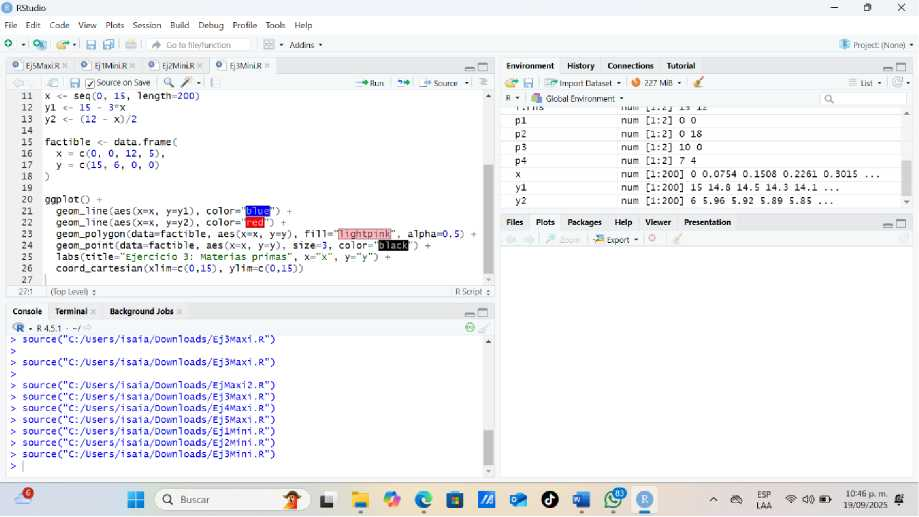 RStudio
File Edit Code View Plots Session Build Debug Profile Tools Help
Go to file/function Addins Project: (None)
Ej5Maxi.R Ej1Mini.R Ej2Mini.R Ej3Mini.R
Source on Save Run Source
11 x <- seq(0, 15, length=200)
12 y1 <- 15 - 3*x
13 y2 <- (12 - x)/2
14
15 factible <- data.frame(
16 x = c(0, 0, 12, 5),
17 y = c(15, 6, 0, 0)
18 )
19
20 ggplot() +
21 geom_line(aes(x=x, y=y1), color="blue") +
22 geom_line(aes(x=x, y=y2), color="red") +
23 geom_polygon(data=factible, aes(x=x, y=y), fill="lightpink", alpha=0.5) +
24 geom_point(data=factible, aes(x=x, y=y), size=3, color="black") +
25 labs(title="Ejercicio 3: Materias primas", x="x", y="y") +
26 coord_cartesian(xlim=c(0,15), ylim=c(0,15))
27
27:1 (Top Level) R Script
Console Terminal Background Jobs
R 4.5.1 · ~/
> source("C:/Users/isaia/Downloads/Ej3Maxi.R")
>
> source("C:/Users/isaia/Downloads/Ej3Maxi.R")
>
> source("C:/Users/isaia/Downloads/EjMaxi2.R")
> source("C:/Users/isaia/Downloads/Ej3Maxi.R")
> source("C:/Users/isaia/Downloads/Ej4Maxi.R")
> source("C:/Users/isaia/Downloads/Ej5Maxi.R")
> source("C:/Users/isaia/Downloads/Ej1Mini.R")
> source("C:/Users/isaia/Downloads/Ej2Mini.R")
> source("C:/Users/isaia/Downloads/Ej3Mini.R")
>
Environment History Connections Tutorial
Import Dataset 227 MiB List
R Global Environment
p1 num [1:2] 0 0
p2 num [1:2] 0 18
p3 num [1:2] 10 0
p4 num [1:2] 7 4
x num [1:200] 0 0.0754 0.1508 0.2261 0.3015 ...
y1 num [1:200] 15 14.8 14.5 14.3 14.1 ...
y2 num [1:200] 6 5.96 5.92 5.89 5.85 ...
Files Plots Packages Help Viewer Presentation
Zoom Export
6 Buscar 83 ESP LAA 10:46 p. m. 19/09/2025